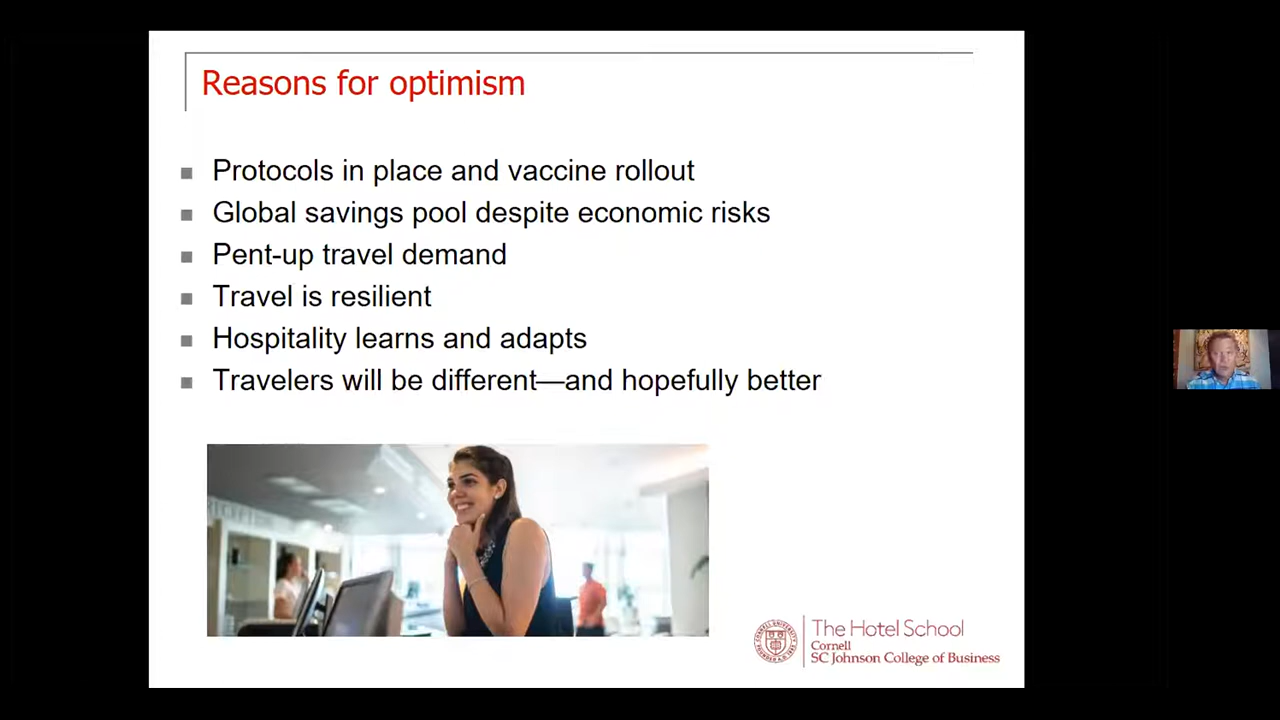 Reasons for optimism
Protocols in place and vaccine rollout
Global savings pool despite economic risks
Pent-up travel demand
Travel is resilient
Hospitality learns and adapts
Travelers will be different—and hopefully better
The Hotel School
Cornell
SC Johnson College of Business